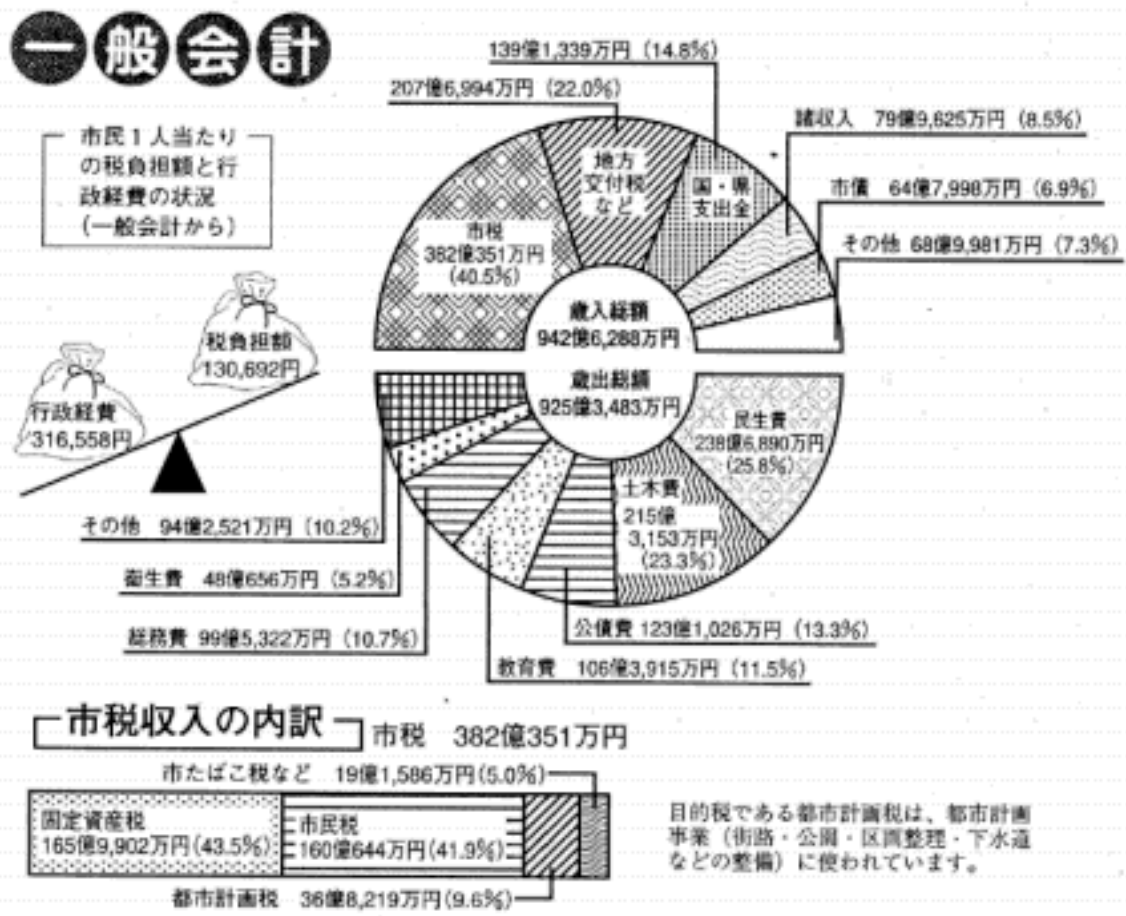 一般会計
市民1人当たり
の税負担額と行
政経費の状況
(一般会計から)
税負担額
130,692円
行政経費
316,558円
139億1,339万円 (14.8%)
207億6,994万円 (22.0%)
諸収入 79億9,625万円 (8.5%)
市債 64億7,998万円 (6.9%)
その他 68億9,981万円 (7.3%)
市税
382億351万円
(40.5%)
地方
交付税
など
国・県
支出金
歳入総額
942億6,288万円
歳出総額
925億3,483万円
民生費
238億6,890万円
(25.8%)
土木費
215億
3,153万円
(23.3%)
その他 94億2,521万円 (10.2%)
衛生費 48億656万円 (5.2%)
総務費 99億5,322万円 (10.7%)
公債費 123億1,026万円 (13.3%)
教育費 106億3,915万円 (11.5%)
市税収入の内訳
市税 382億351万円
市たばこ税など 19億1,586万円(5.0%)
固定資産税
165億9,902万円(43.5%)
市民税
160億644万円(41.9%)
都市計画税 36億8,219万円(9.6%)
目的税である都市計画税は、都市計画
事業(街路・公園・区画整理・下水道
などの整備)に使われています。